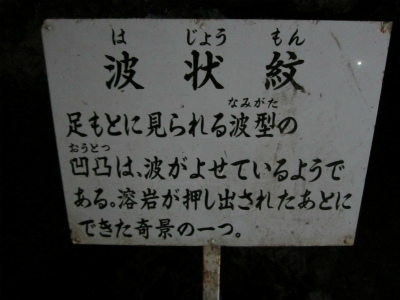 は じょう もん
波 状 紋
なみがた
足もとに見られる波型の
おうとつ
凹凸は、波がよせているようで
ある。溶岩が押し出されたあとに
できた奇景の一つ。